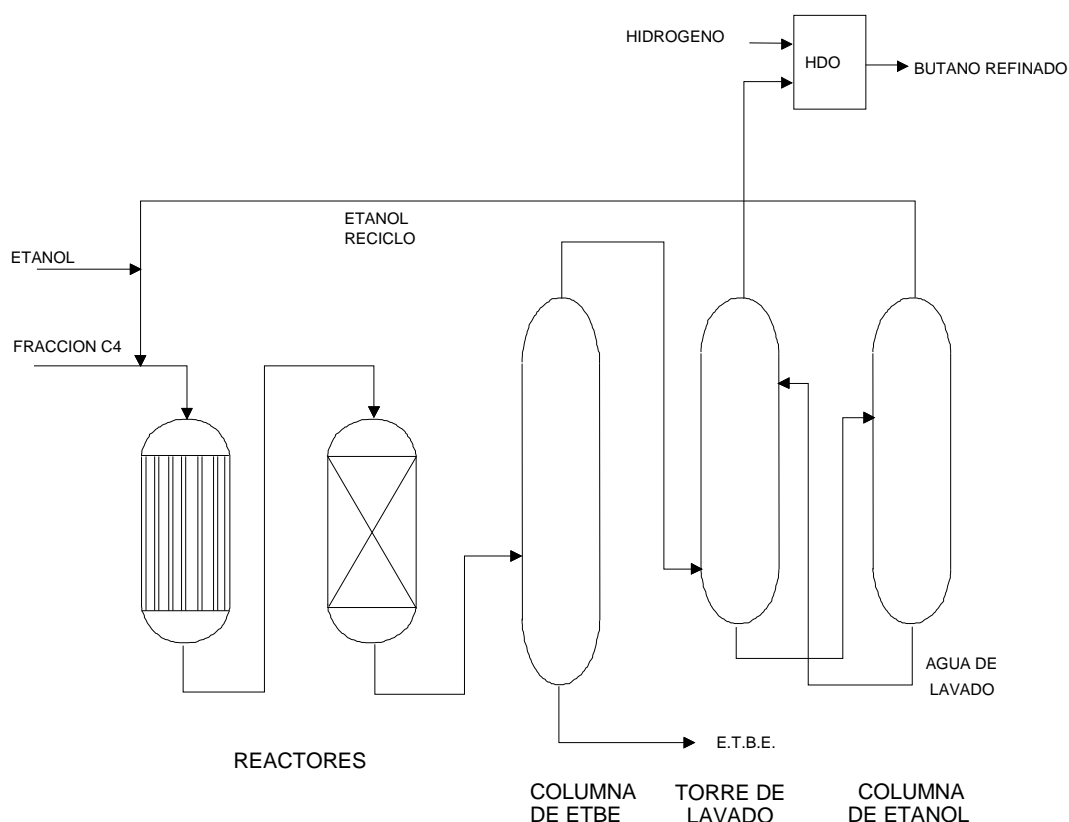 HIDROGENO
HDO
BUTANO REFINADO
ETANOL
RECICLO
ETANOL
FRACCION C4
AGUA DE
LAVADO
E.T.B.E.
REACTORES
COLUMNA
DE ETBE
TORRE DE
LAVADO
COLUMNA
DE ETANOL